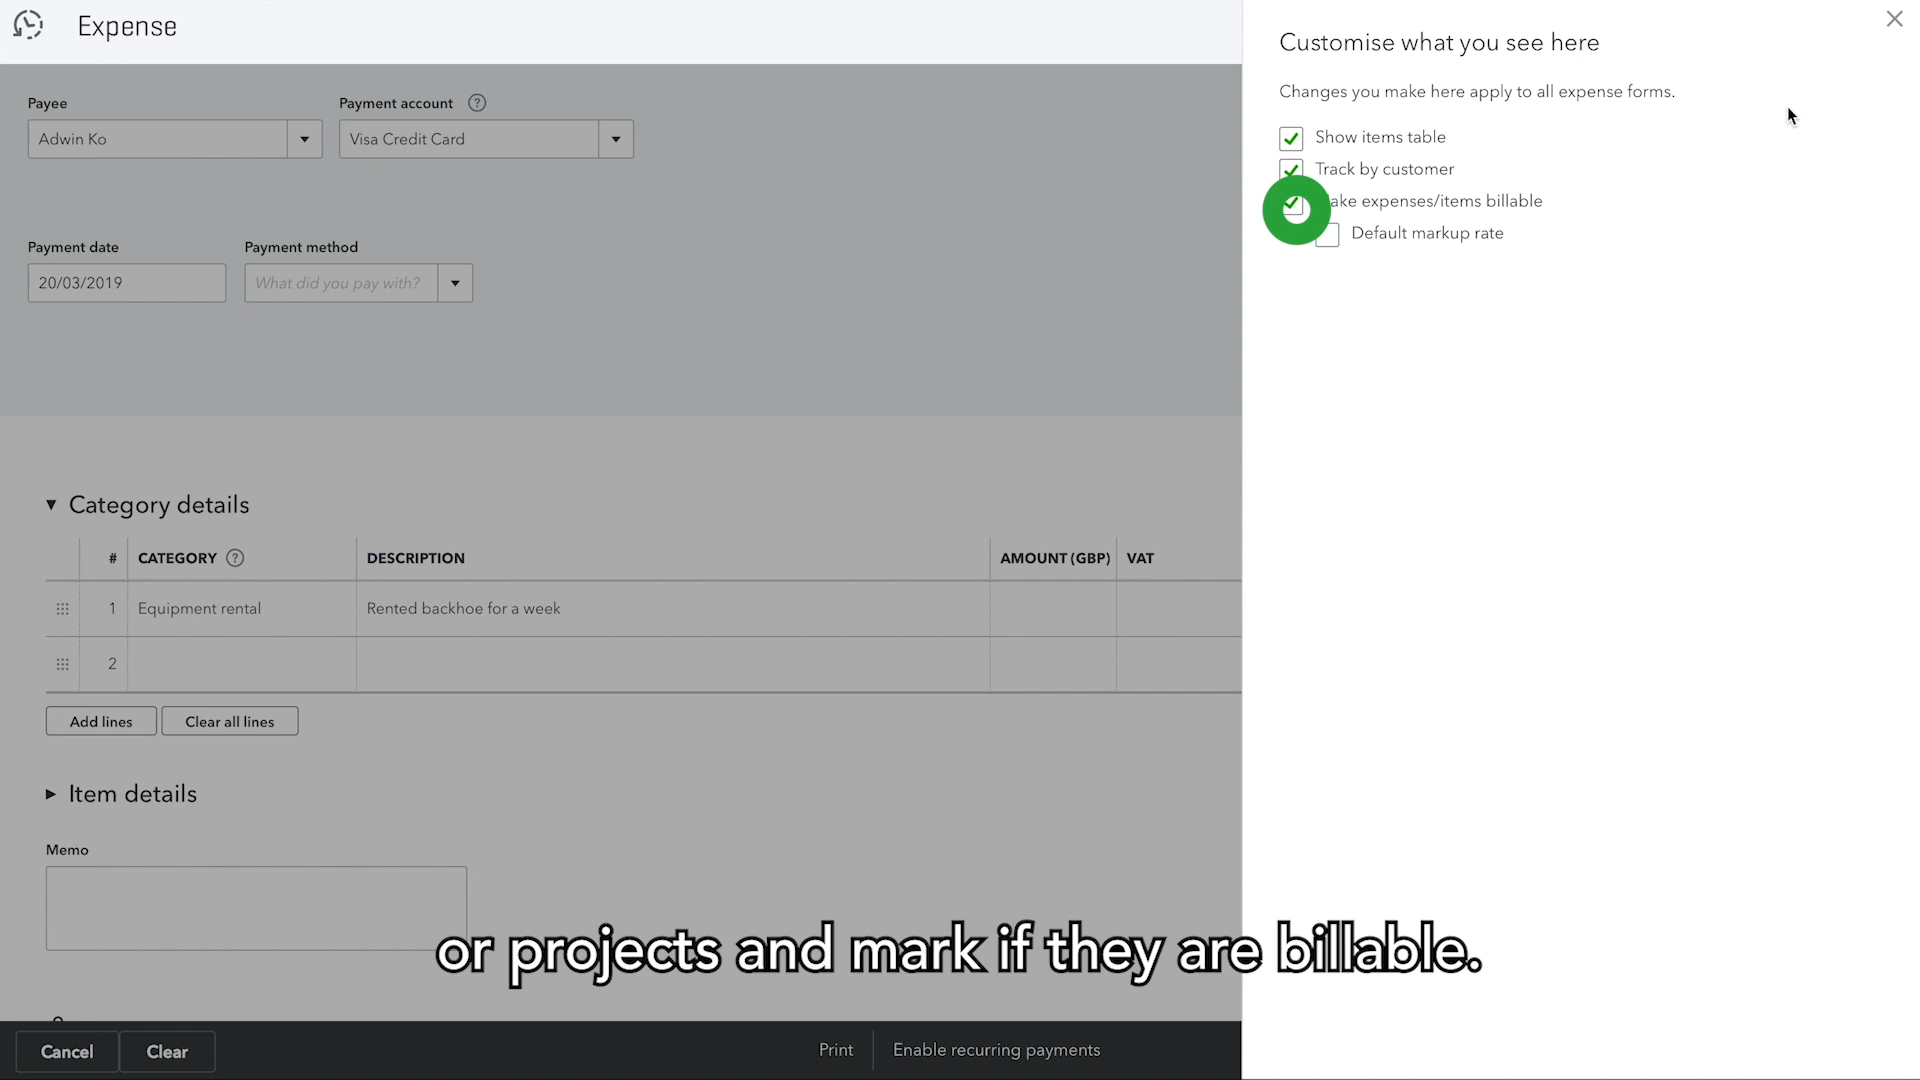 Expense
Payee
Payment account
Adwin Ko
Visa Credit Card
Payment date
Payment method
20/03/2019
What did you pay with?
Category details
# CATEGORY DESCRIPTION AMOUNT (GBP) VAT
1 Equipment rental Rented backhoe for a week
2
Add lines
Clear all lines
Item details
Memo
Cancel
Clear
Print
Enable recurring payments
Customise what you see here
Changes you make here apply to all expense forms.
Show items table
Track by customer
ake expenses/items billable
Default markup rate
or projects and mark if they are billable.